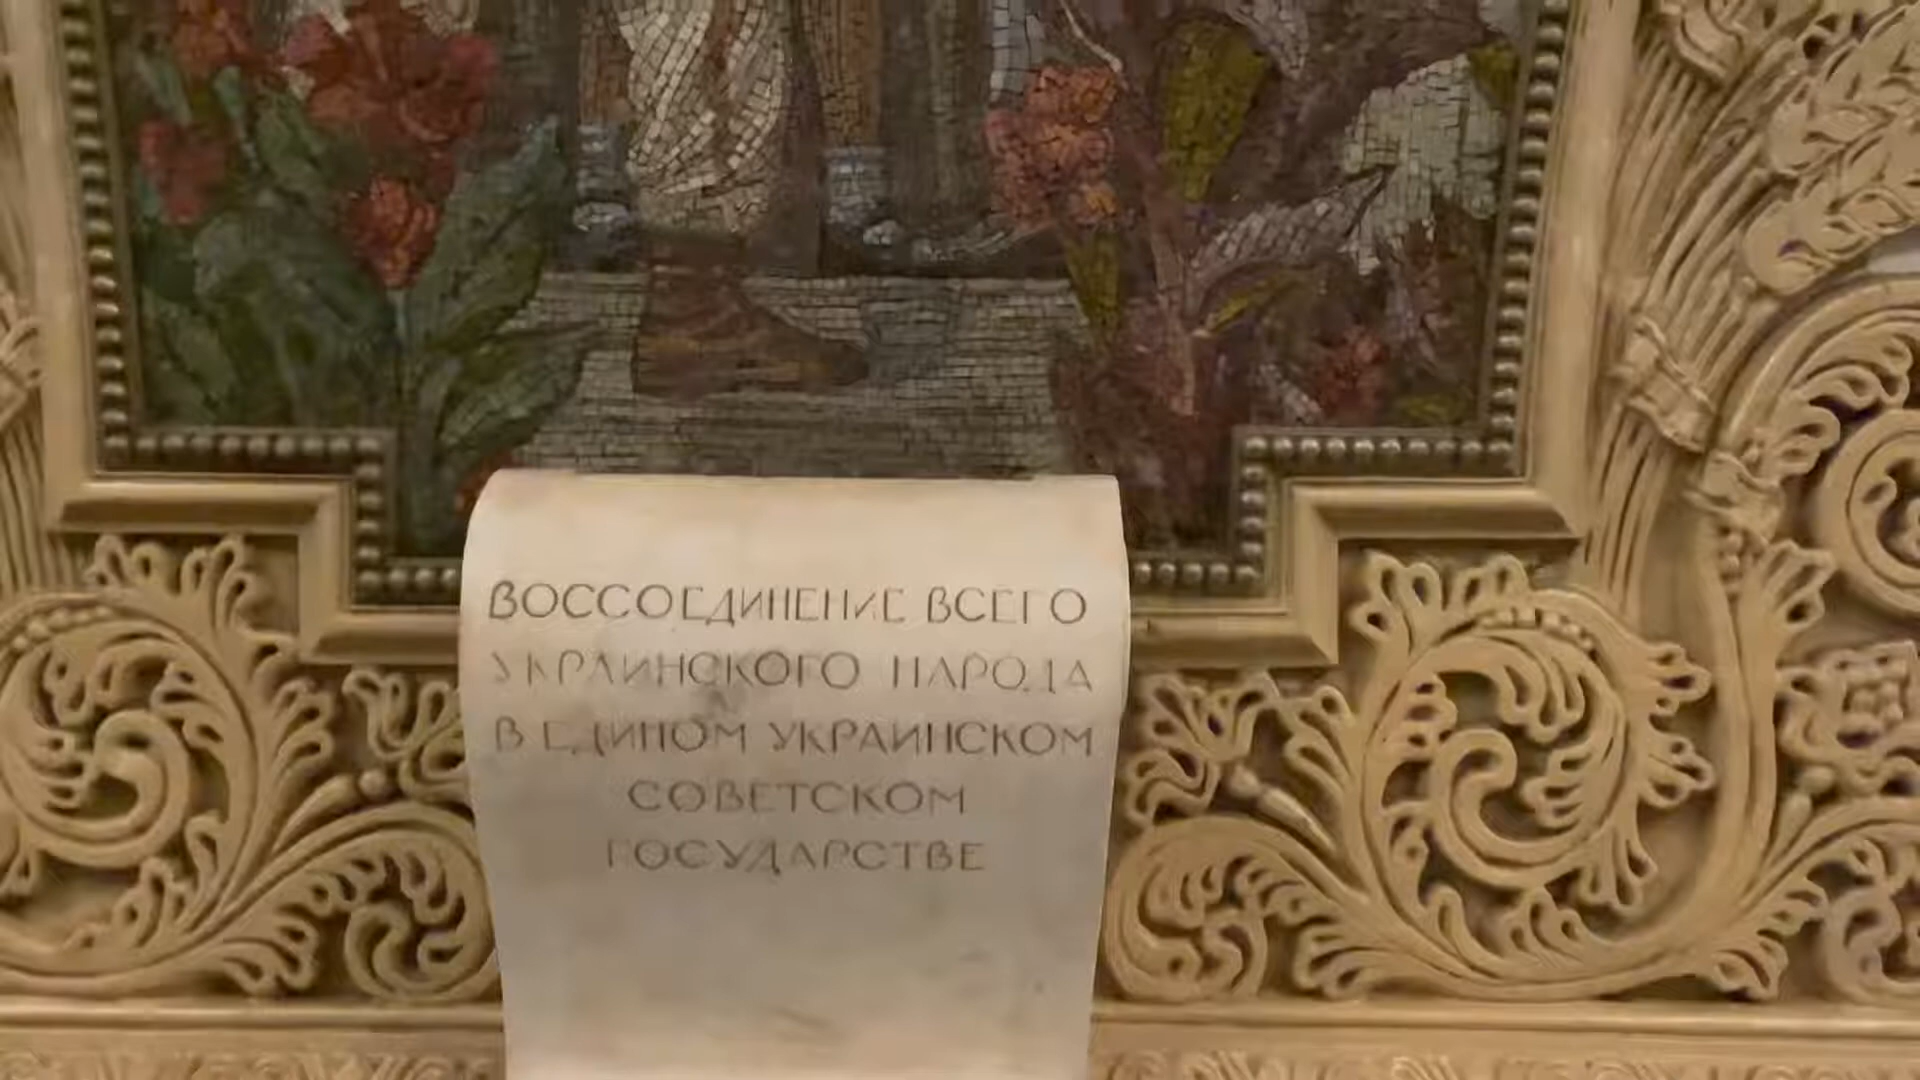 ВОССОЕДИНЕНИЕ ВСЕГО
УКРАИНСКОГО НАРОДА
В ЕДИНОМ УКРАИНСКОМ
СОВЕТСКОМ
ГОСУДАРСТВЕ